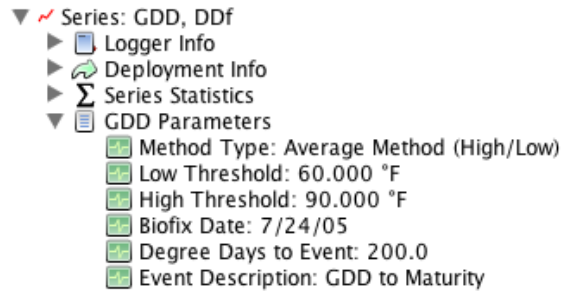 Series: GDD, DDf
Logger Info
Deployment Info
Series Statistics
GDD Parameters
Method Type: Average Method (High/Low)
Low Threshold: 60.000 °F
High Threshold: 90.000 °F
Biofix Date: 7/24/05
Degree Days to Event: 200.0
Event Description: GDD to Maturity